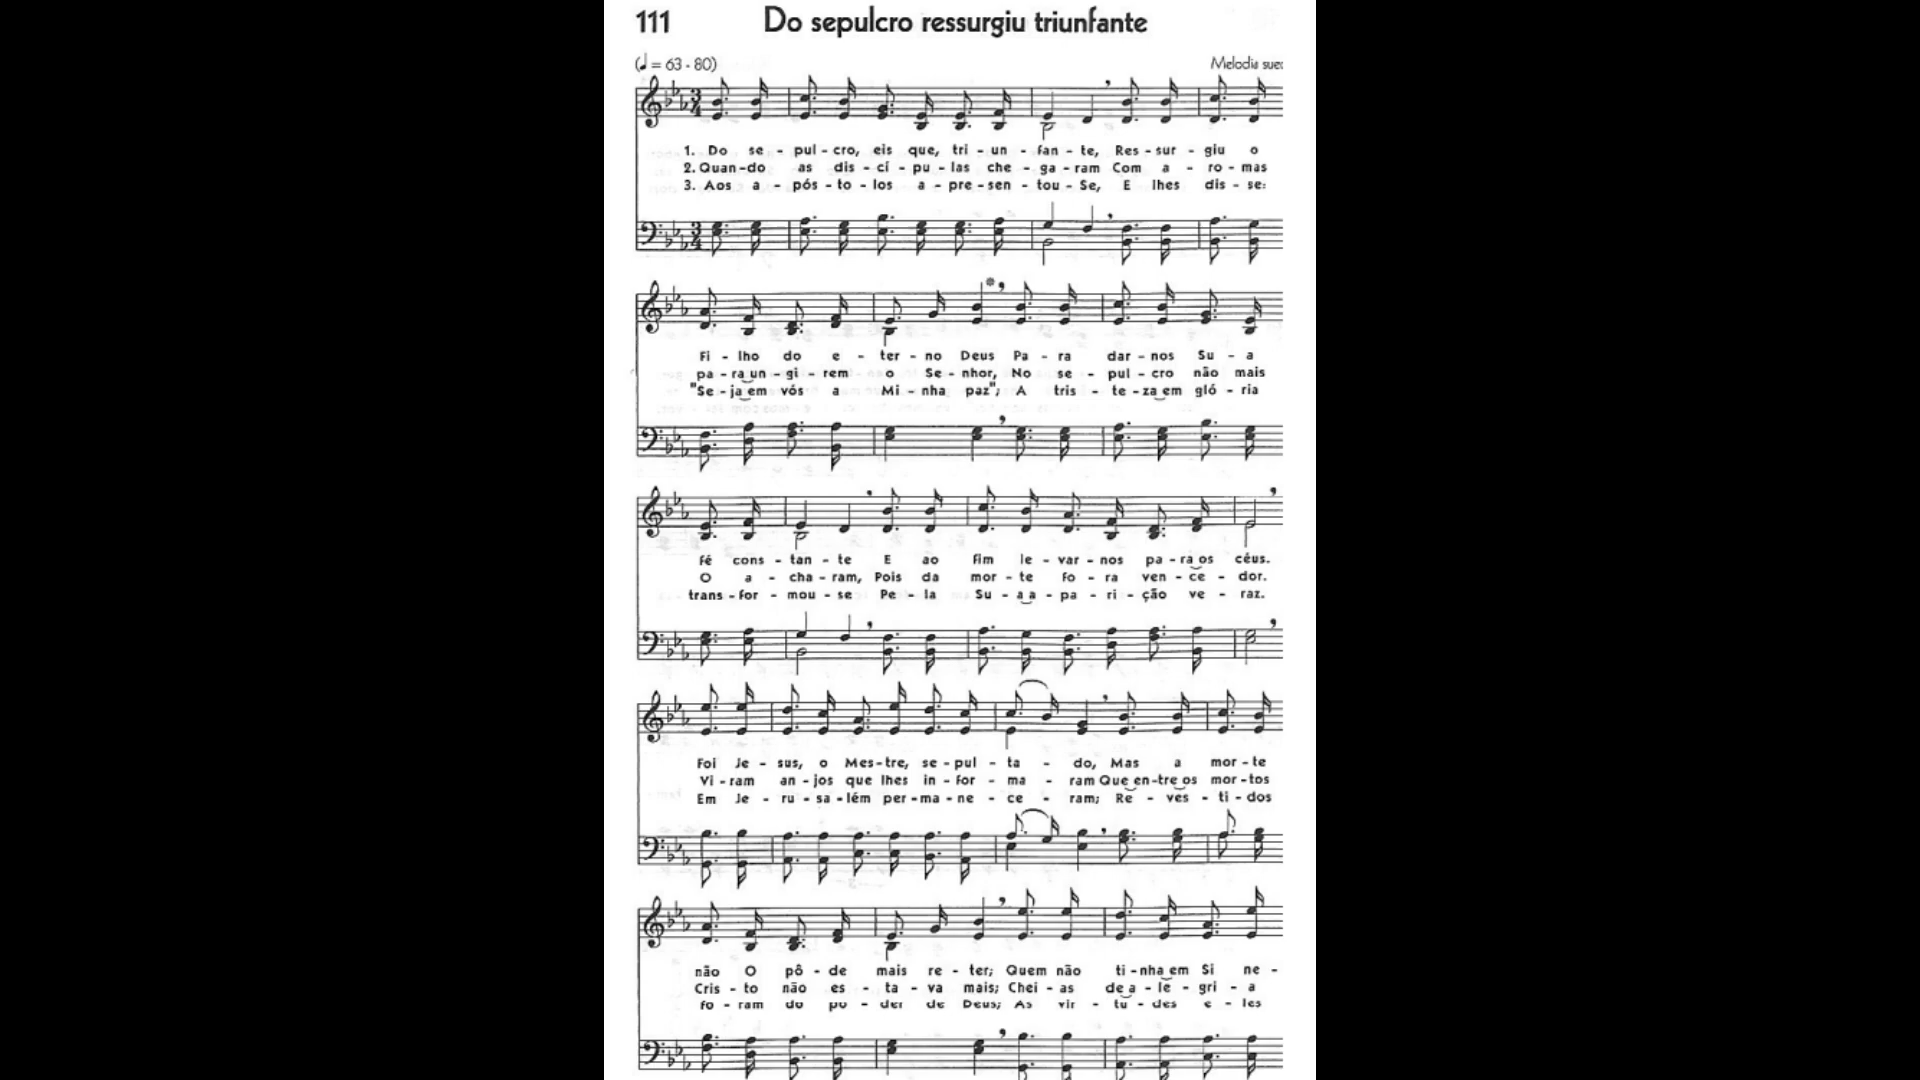 111 Do sepulcro ressurgiu triunfante
(♩ = 63 - 80) Melodia suec
1. Do se - pul - cro, eis que, tri - un - fan - te, Res - sur - giu o
2. Quan - do as dis - cí - pu - las che - ga - ram Com a - ro - mas
3. Aos a - pós - to - los a - pre - sen - tou - Se, E lhes dis - se:
Fi - lho do e - ter - no Deus Pa - ra dar - nos Su - a
pa - ra un - gi - rem o Se - nhor, No se - pul - cro não mais
"Se - ja em vós a Mi - nha paz"; A tris - te - za em gló - ria
fé cons - tan - te E ao fim le - var - nos pa - ra os céus.
O a - cha - ram, Pois da mor - te fo - ra ven - ce - dor.
trans - for - mou - se Pe - la Su - a a - pa - ri - ção ve - raz.
Foi Je - sus, o Mes - tre, se - pul - ta - do, Mas a mor - te
Vi - ram an - jos que lhes in - for - ma - ram Que en - tre os mor - tos
Em Je - ru - sa - lém per - ma - ne - ce - ram; Re - ves - ti - dos
não O pô - de mais re - ter; Quem não ti - nha em Si ne -
Cris - to não es - ta - va mais; Chei - as de a - le - gri - a
fo - ram do po - der de Deus; As vir - tu - des e - les